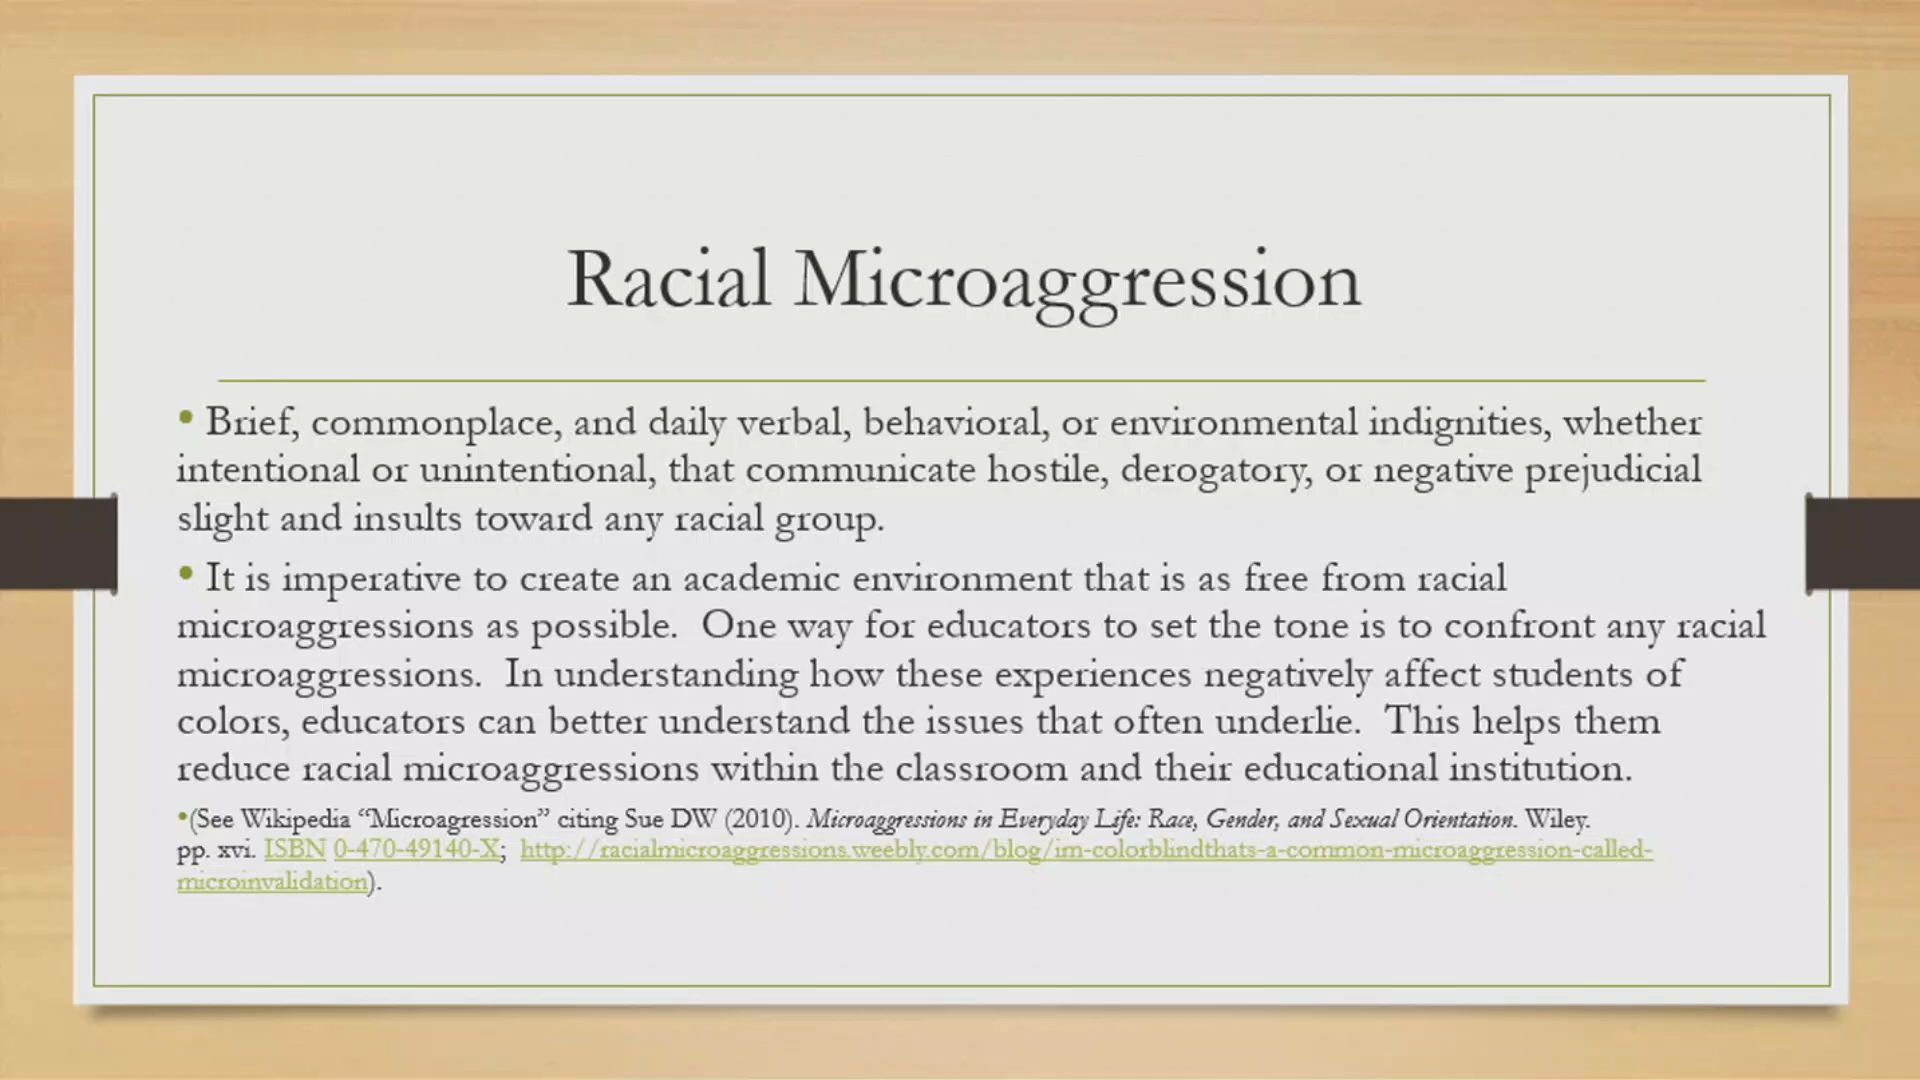 Racial Microaggression
• Brief, commonplace, and daily verbal, behavioral, or environmental indignities, whether
intentional or unintentional, that communicate hostile, derogatory, or negative prejudicial
slight and insults toward any racial group.
• It is imperative to create an academic environment that is as free from racial
microaggressions as possible.  One way for educators to set the tone is to confront any racial
microaggressions.  In understanding how these experiences negatively affect students of
colors, educators can better understand the issues that often underlie.  This helps them
reduce racial microaggressions within the classroom and their educational institution.
•(See Wikipedia “Microagression” citing Sue DW (2010). Microaggressions in Everyday Life: Race, Gender, and Sexual Orientation. Wiley.
pp. xvi. ISBN 0-470-49140-X;  http://racialmicroaggressions.weebly.com/blog/im-colorblindthats-a-common-microaggression-called-
microinvalidation).